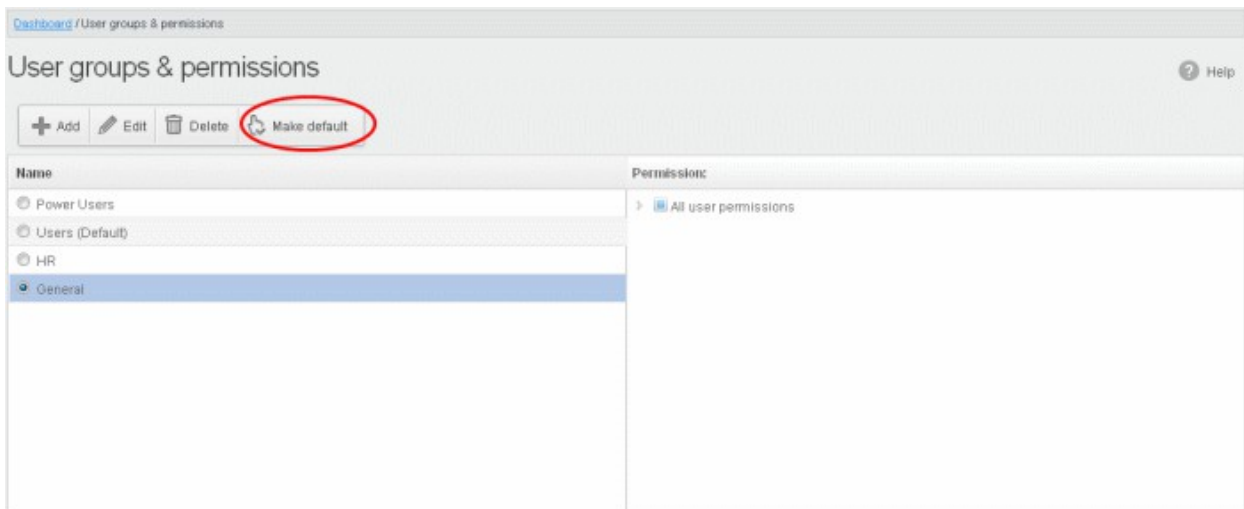 Dashboard / User groups & permissions
User groups & permissions
Help
Add Edit Delete Make default
Name Permission:
Power Users All user permissions
Users (Default)
HR
General